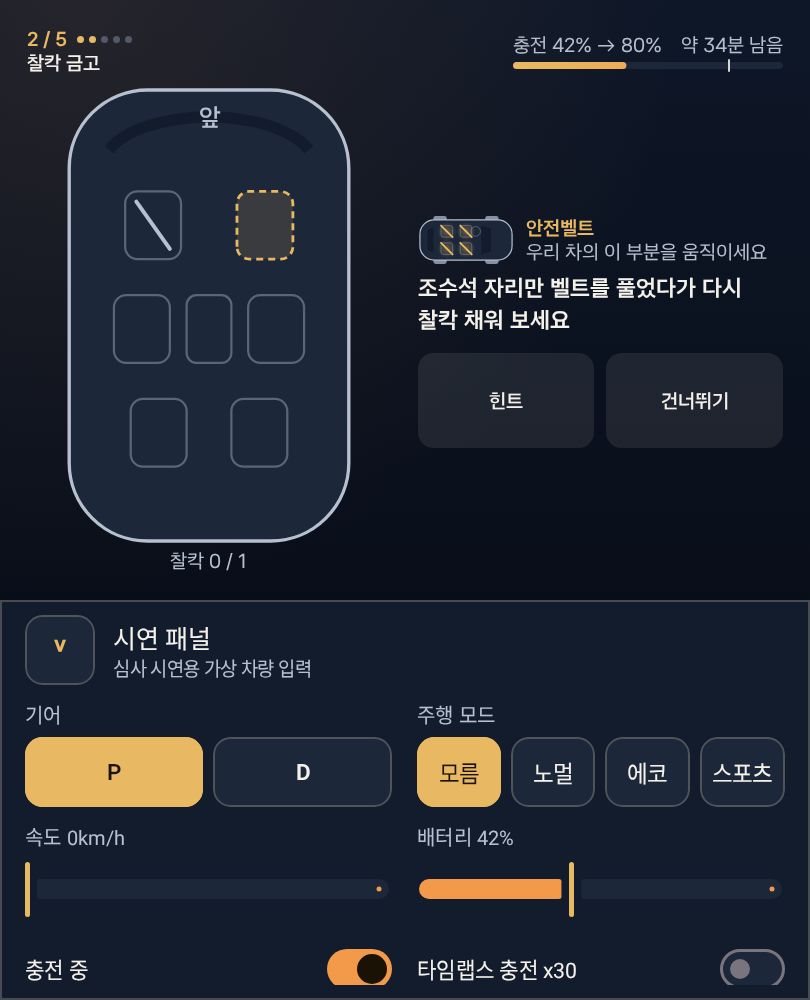 2 / 5
찰칵 금고
충전 42% → 80% 약 34분 남음
앞
안전벨트
우리 차의 이 부분을 움직이세요
조수석 자리만 벨트를 풀었다가 다시
찰칵 채워 보세요
힌트
건너뛰기
찰칵 0 / 1
v
시연 패널
심사 시연용 가상 차량 입력
기어
주행 모드
P
D
모름
노멀
에코
스포츠
속도 0km/h
배터리 42%
충전 중
타임랩스 충전 x30